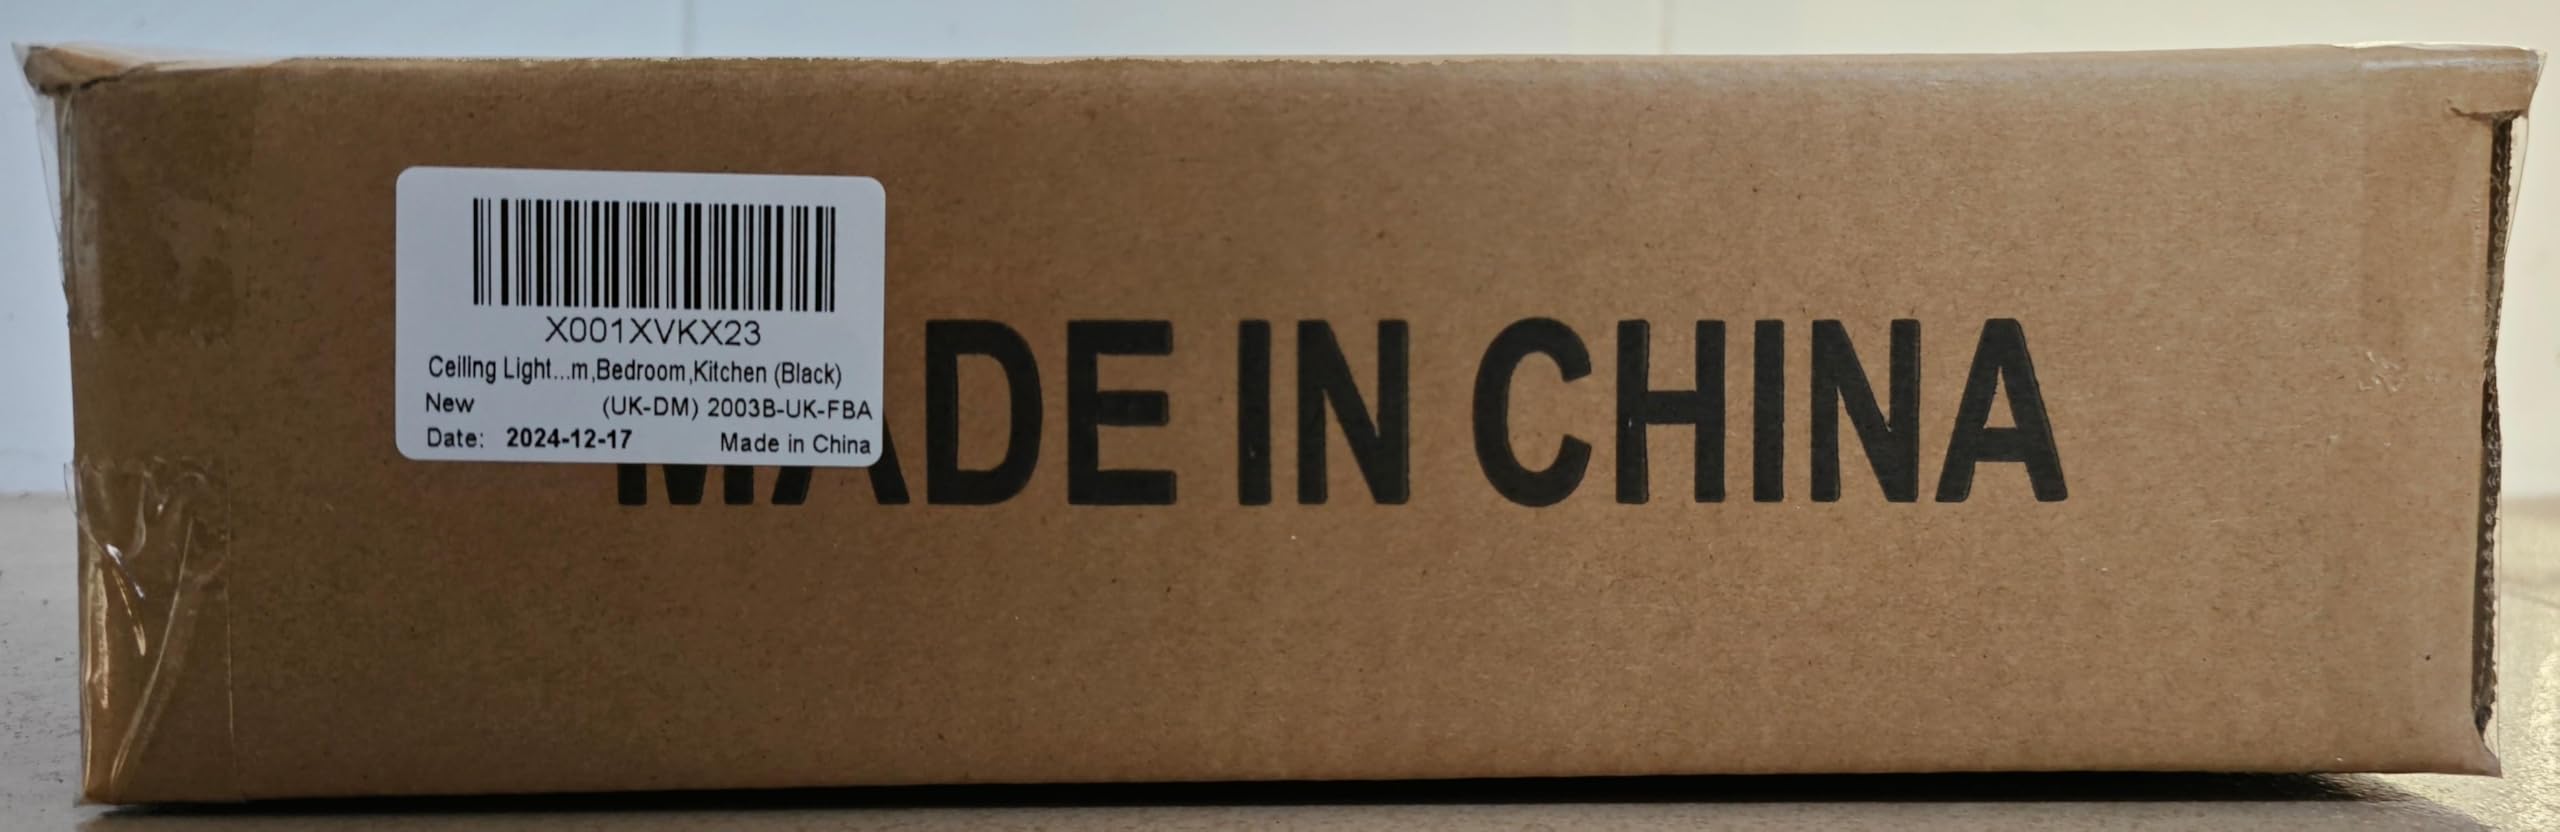 X001XVKX23
Ceiling Light...m,Bedroom,Kitchen (Black)
New (UK-DM) 2003B-UK-FBA
Date: 2024-12-17 Made in China
MADE IN CHINA